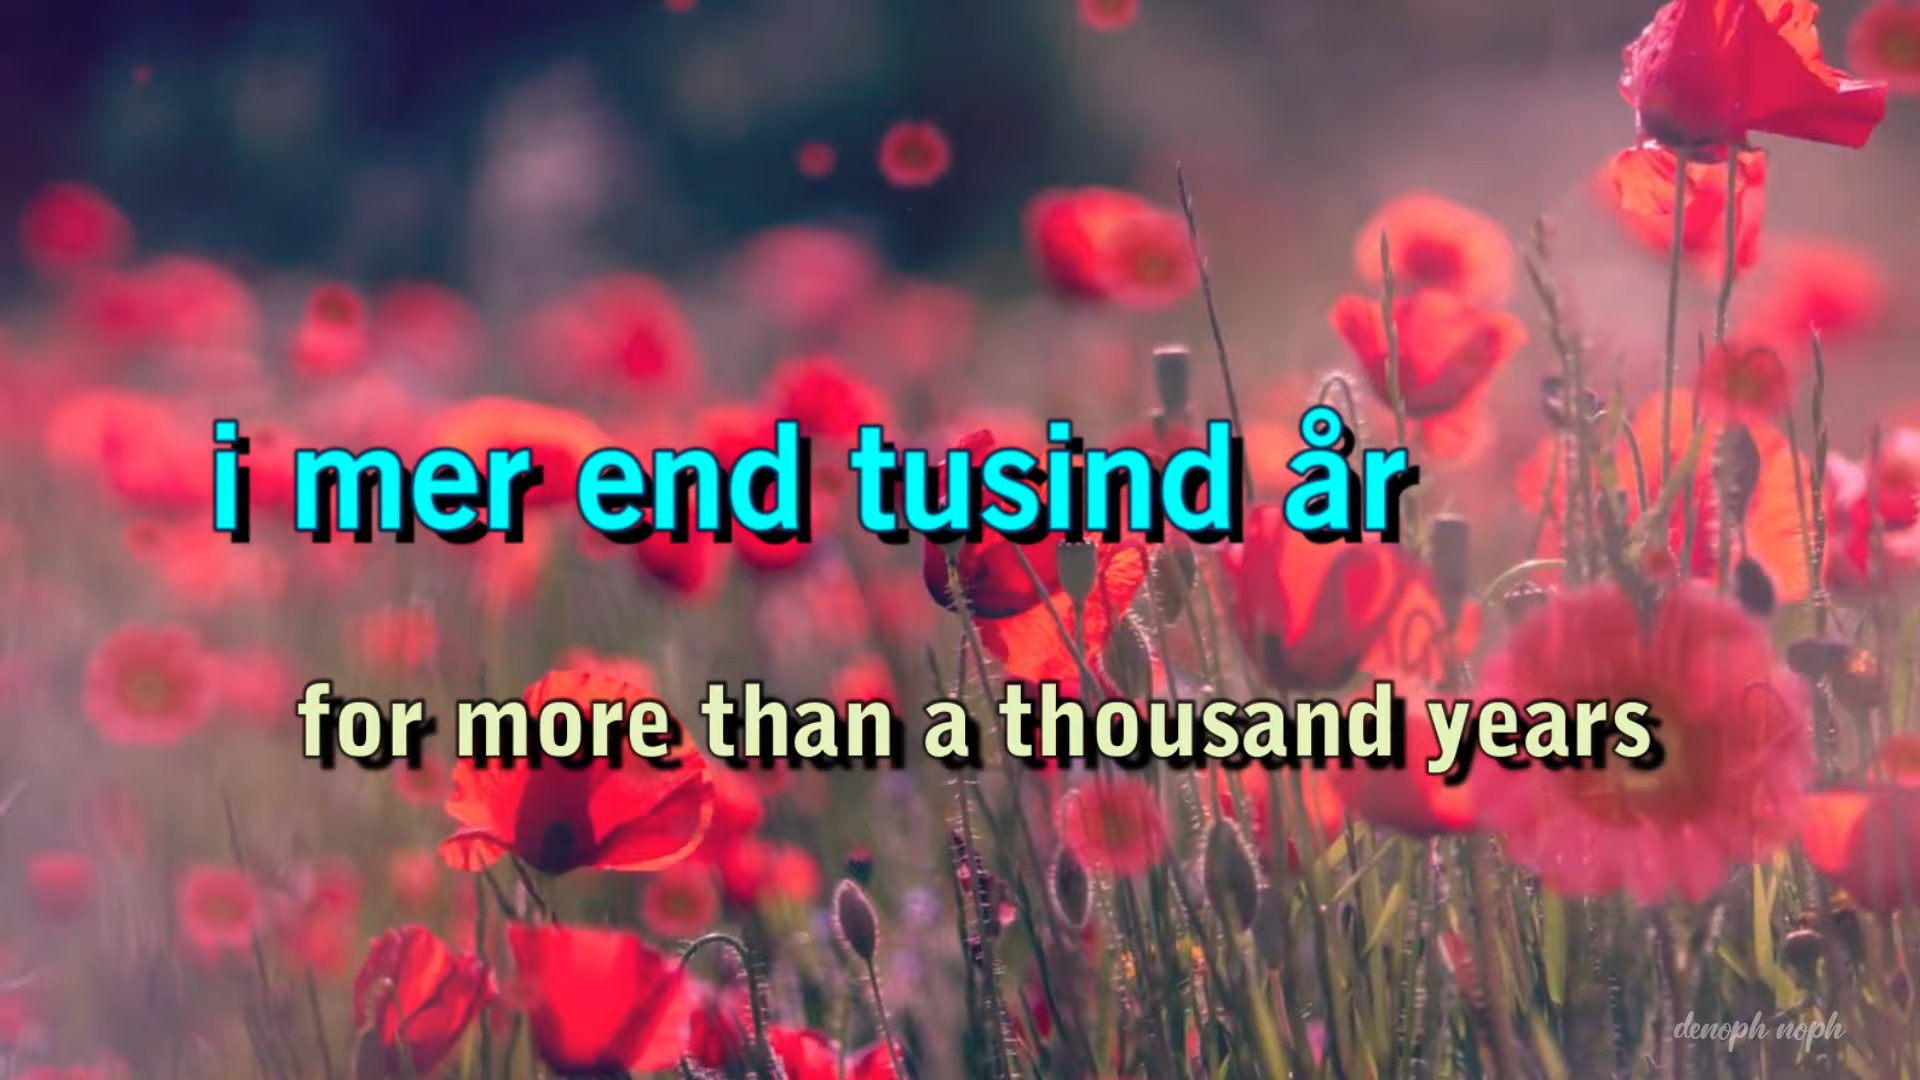 i mer end tusind år
for more than a thousand years
denoph noph